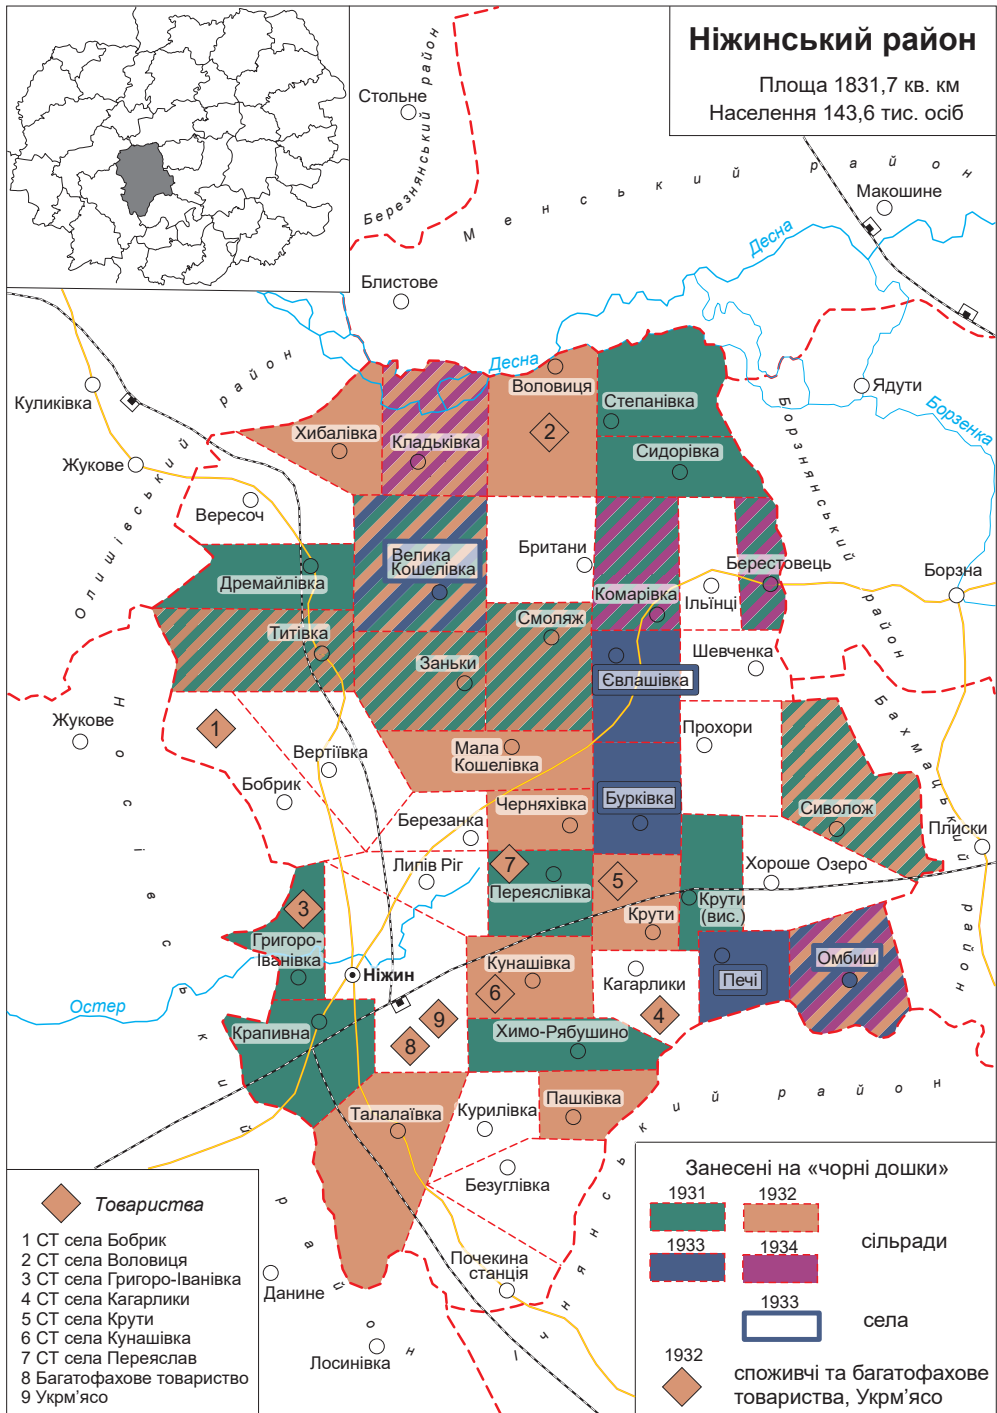 Ніжинський район
Площа 1831,7 кв. км
Населення 143,6 тис. осіб
Стольне
Березнянський район
Менський район
Макошине
Десна
Блистове
Десна
Куликівка
Олишівський район
Воловиця
Степанівка
Ядути
Борзенка
Хибалівка
Кладьківка
2
Сидорівка
Жукове
Борзнянський район
Вересоч
Велика
Кошелівка
Британи
Берестовець
Борзна
Дремайлівка
Комарівка
Ільїнці
Титівка
Смоляж
Заньки
Шевченка
Євлашівка
Жукове
1
Вертіївка
Мала
Кошелівка
Прохори
Бахмацький район
Бобрик
Черняхівка
Бурківка
Сиволож
Березанка
Плиски
Липів Ріг
7
Переяслівка
5
Хороше Озеро
3
Крути
Крути
(вис.)
Григоро-
Іванівка
Ніжин
Кунашівка
Кагарлики
Печі
Омбиш
Остер
6
9
4
8
Крапивна
Химо-Рябушино
Талалаївка
Курилівка
Пашківка
Безуглівка
Почекина
станція
Данине
Лосинівка
Носівський район
Ічнянський район
Товариства
1 СТ села Бобрик
2 СТ села Воловиця
3 СТ села Григоро-Іванівка
4 СТ села Кагарлики
5 СТ села Крути
6 СТ села Кунашівка
7 СТ села Переяслав
8 Багатофахове товариство
9 Укрм’ясо
Занесені на «чорні дошки»
1931 1932
1933 1934
сільради
1933
села
1932
споживчі та багатофахове
товариства, Укрм’ясо